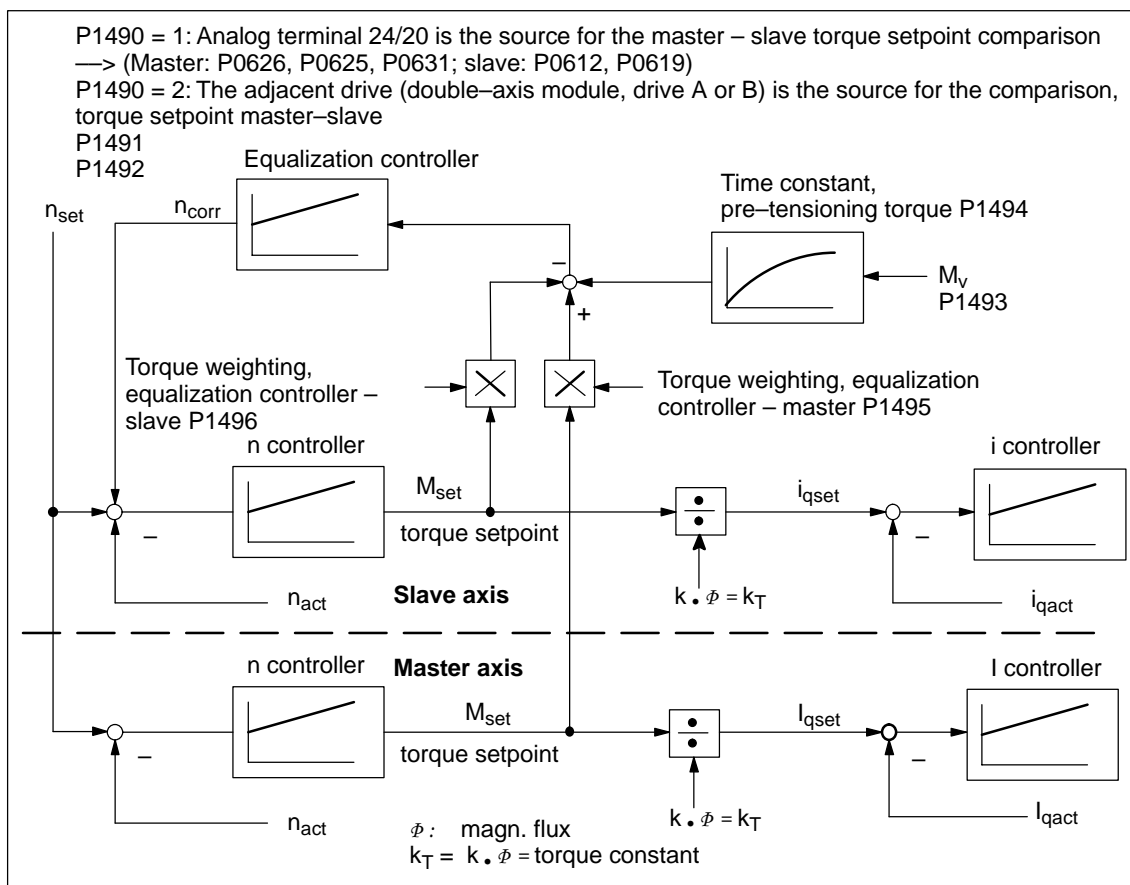 P1490 = 1: Analog terminal 24/20 is the source for the master – slave torque setpoint comparison
––> (Master: P0626, P0625, P0631; slave: P0612, P0619)
P1490 = 2: The adjacent drive (double–axis module, drive A or B) is the source for the comparison,
torque setpoint master–slave
P1491
P1492
Equalization controller
Time constant,
pre–tensioning torque P1494
nset
ncorr
–
Mv
P1493
+
Torque weighting,
equalization controller –
slave P1496
Torque weighting, equalization
controller – master P1495
n controller
i controller
Mset
iqset
torque setpoint
–
–
nact
Slave axis
k • Φ = kT
iqact
n controller
Master axis
I controller
Mset
Iqset
torque setpoint
–
–
nact
k • Φ = kT
Iqact
Φ : magn. flux
kT = k • Φ = torque constant